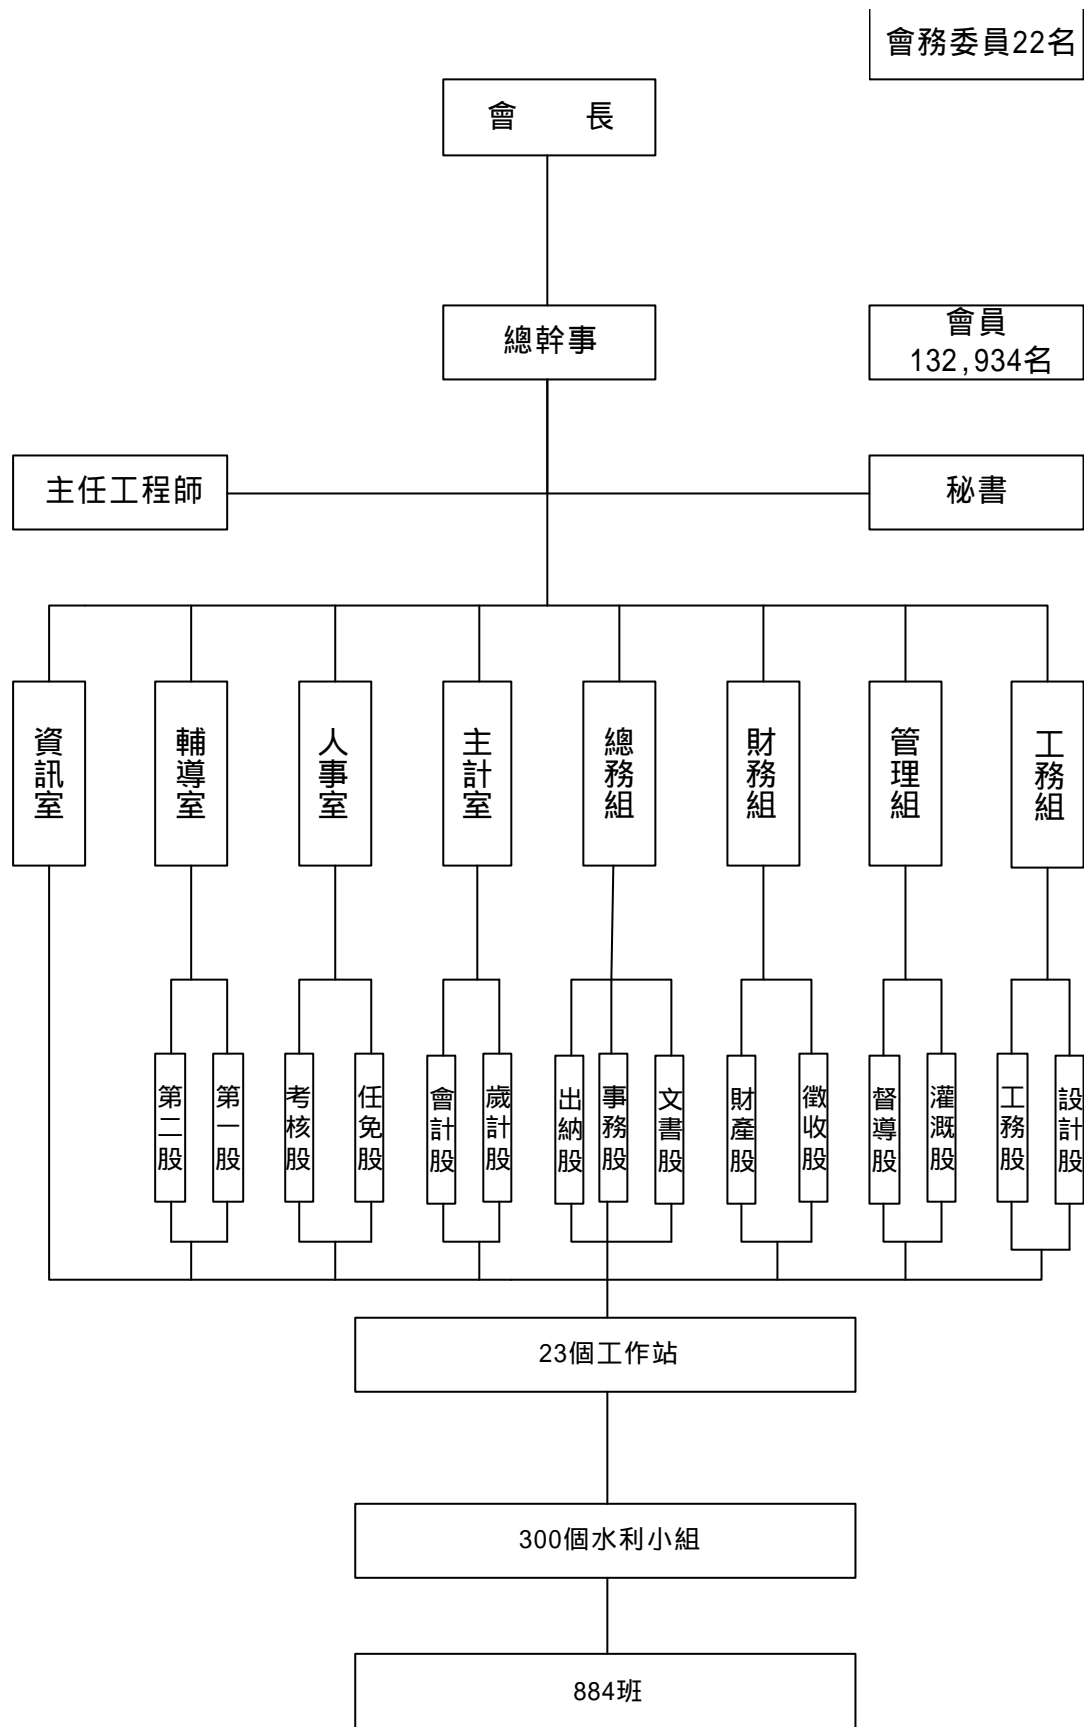 會務委員22名
會　　長
總幹事
會員
132,934名
主任工程師
秘書
資訊室
輔導室
人事室
主計室
總務組
財務組
管理組
工務組
第二股
第一股
考核股
任免股
會計股
歲計股
出納股
事務股
文書股
財產股
徵收股
督導股
灌溉股
工務股
設計股
23個工作站
300個水利小組
884班